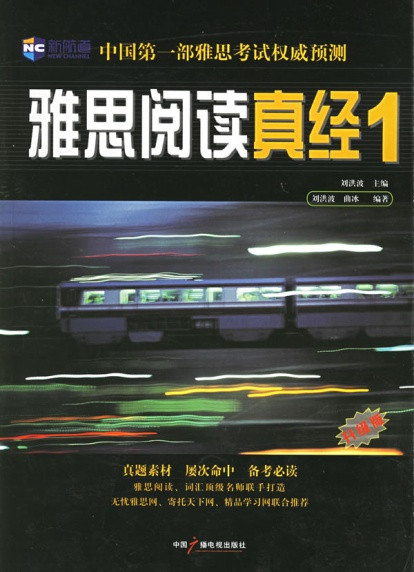 NC 新航道
NEW CHANNEL
中国第一部雅思考试权威预测
雅思阅读真经1
刘洪波 主编
刘洪波 曲冰 编著
升级版
真题素材 屡次命中 备考必读
雅思阅读、词汇顶级名师联手打造
无忧雅思网、寄托天下网、精品学习网联合推荐
中国广播电视出版社